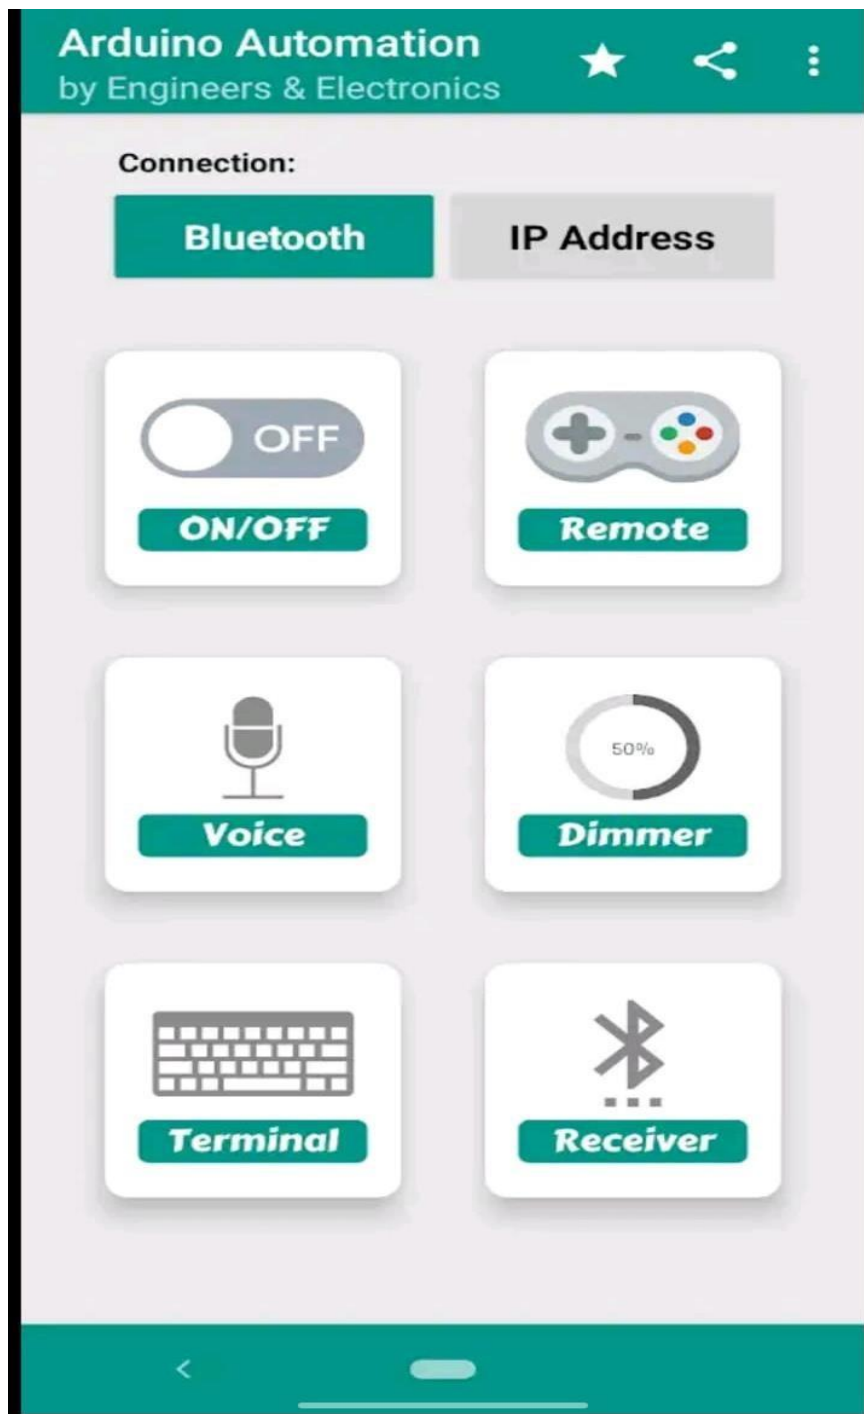 Arduino Automation
by Engineers & Electronics
Connection:
Bluetooth
IP Address
OFF
ON/OFF
Remote
Voice
50%
Dimmer
Terminal
Receiver